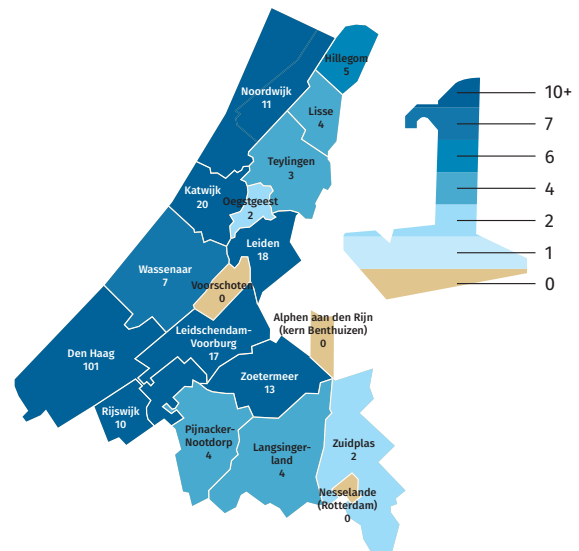 Hillegom
5
Noordwijk
11
Lisse
4
Teylingen
3
Katwijk
20
Oegstgeest
2
Leiden
18
Wassenaar
7
Voorschoten
0
Alphen aan den Rijn
(kern Benthuizen)
0
Leidschendam-
Voorburg
17
Den Haag
101
Zoetermeer
13
Rijswijk
10
Pijnacker-
Nootdorp
4
Langsinger-
land
4
Zuidplas
2
Nesselande
(Rotterdam)
0
10+
7
6
4
2
1
0